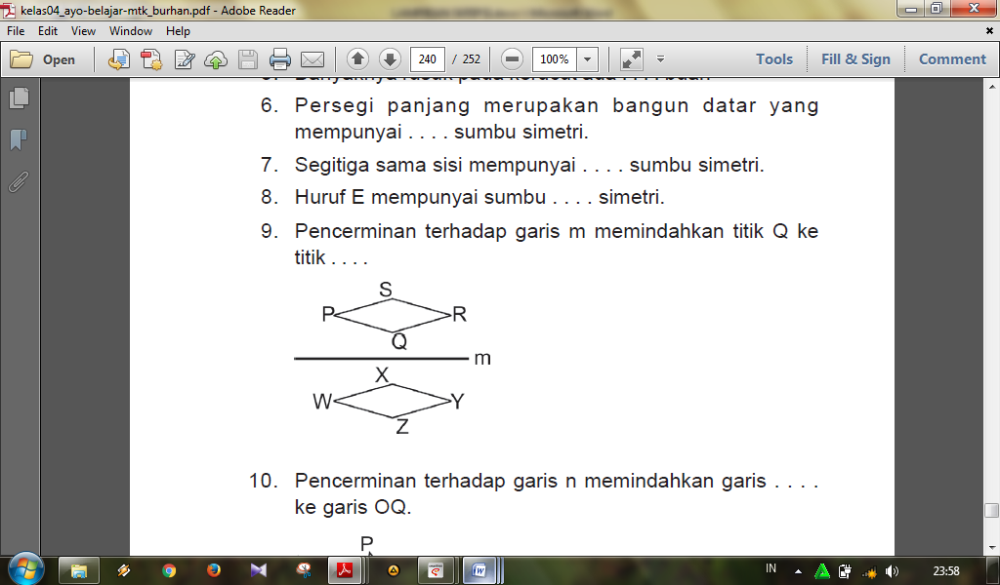 kelas04_ayo-belajar-mtk_burhan.pdf - Adobe Reader
File Edit View Window Help
Open 240 / 252 100% Tools Fill & Sign Comment
6. Persegi panjang merupakan bangun datar yang
mempunyai . . . . sumbu simetri.
7. Segitiga sama sisi mempunyai . . . . sumbu simetri.
8. Huruf E mempunyai sumbu . . . . simetri.
9. Pencerminan terhadap garis m memindahkan titik Q ke
titik . . . .
S
P R
Q
m
X
W Y
Z
10. Pencerminan terhadap garis n memindahkan garis . . . .
ke garis OQ.
P
IN 23:58